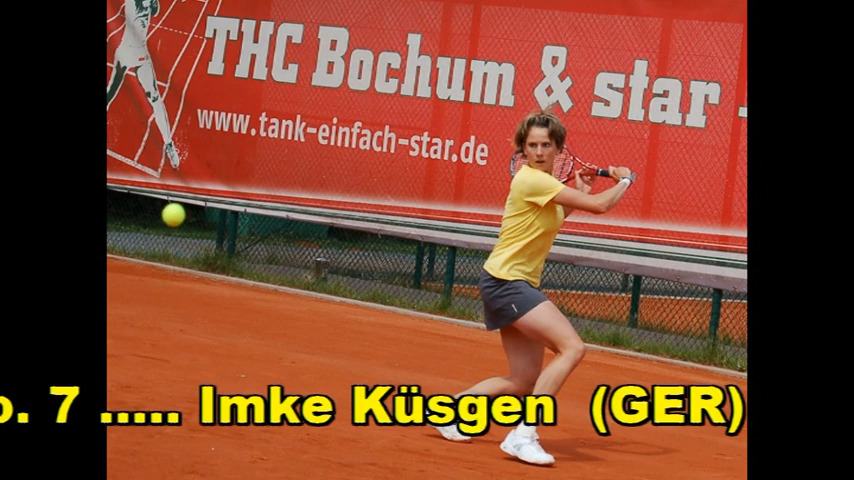 THC Bochum & star
www.tank-einfach-star.de
. 7 ..... Imke Küsgen (GER)